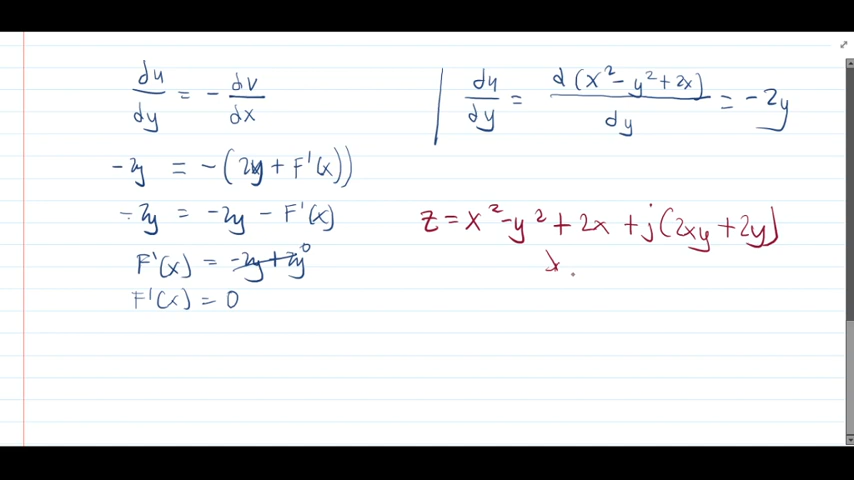 du/dy = - dv/dx
-2y = -(2y + F'(x))
-2y = -2y - F'(x)
F'(x) = -2y + 2y 0
F'(x) = 0
du/dy = d(x² - y² + 2x)/dy = -2y
z = x² - y² + 2x + j(2xy + 2y)